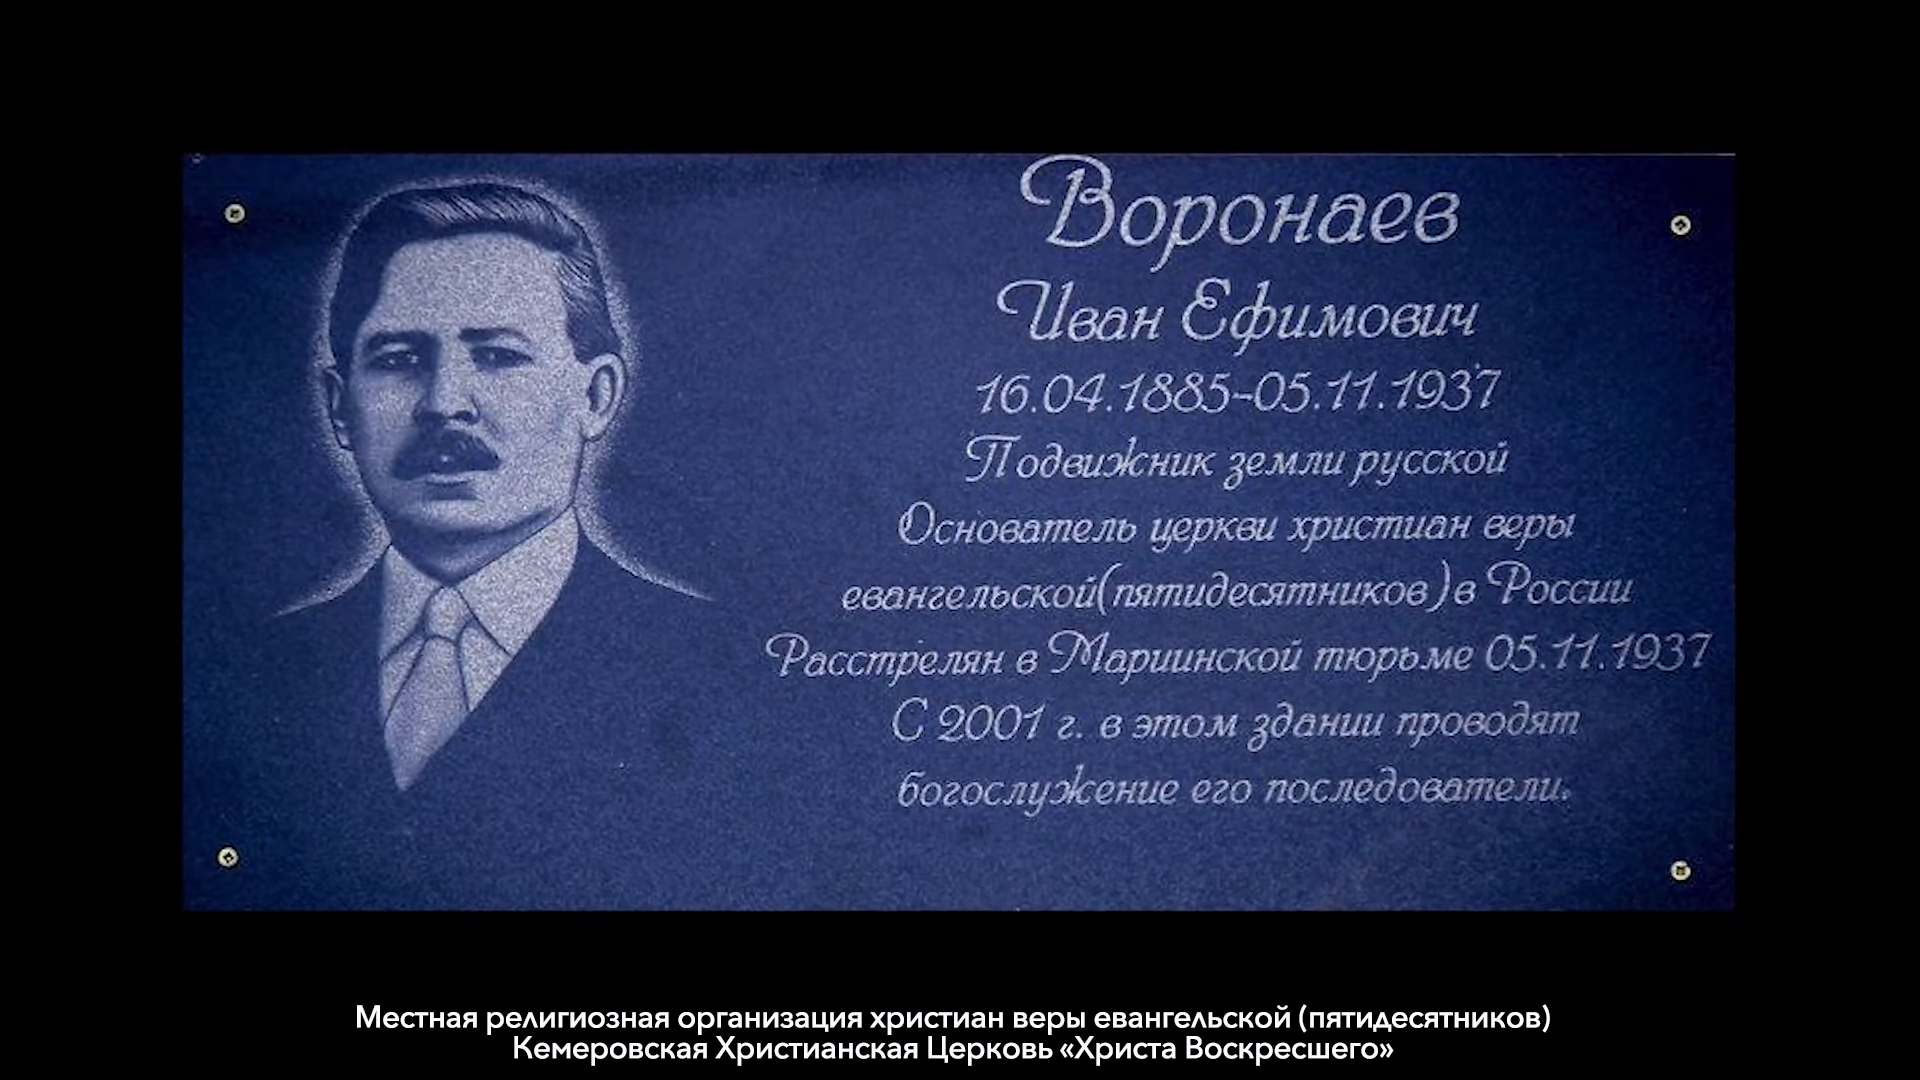 Воронаев
Иван Ефимович
16.04.1885-05.11.1937
Подвижник земли русской
Основатель церкви христиан веры
евангельской(пятидесятников)в России
Расстрелян в Мариинской тюрьме 05.11.1937
С 2001 г. в этом здании проводят
богослужение его последователи.
Местная религиозная организация христиан веры евангельской (пятидесятников)
Кемеровская Христианская Церковь «Христа Воскресшего»